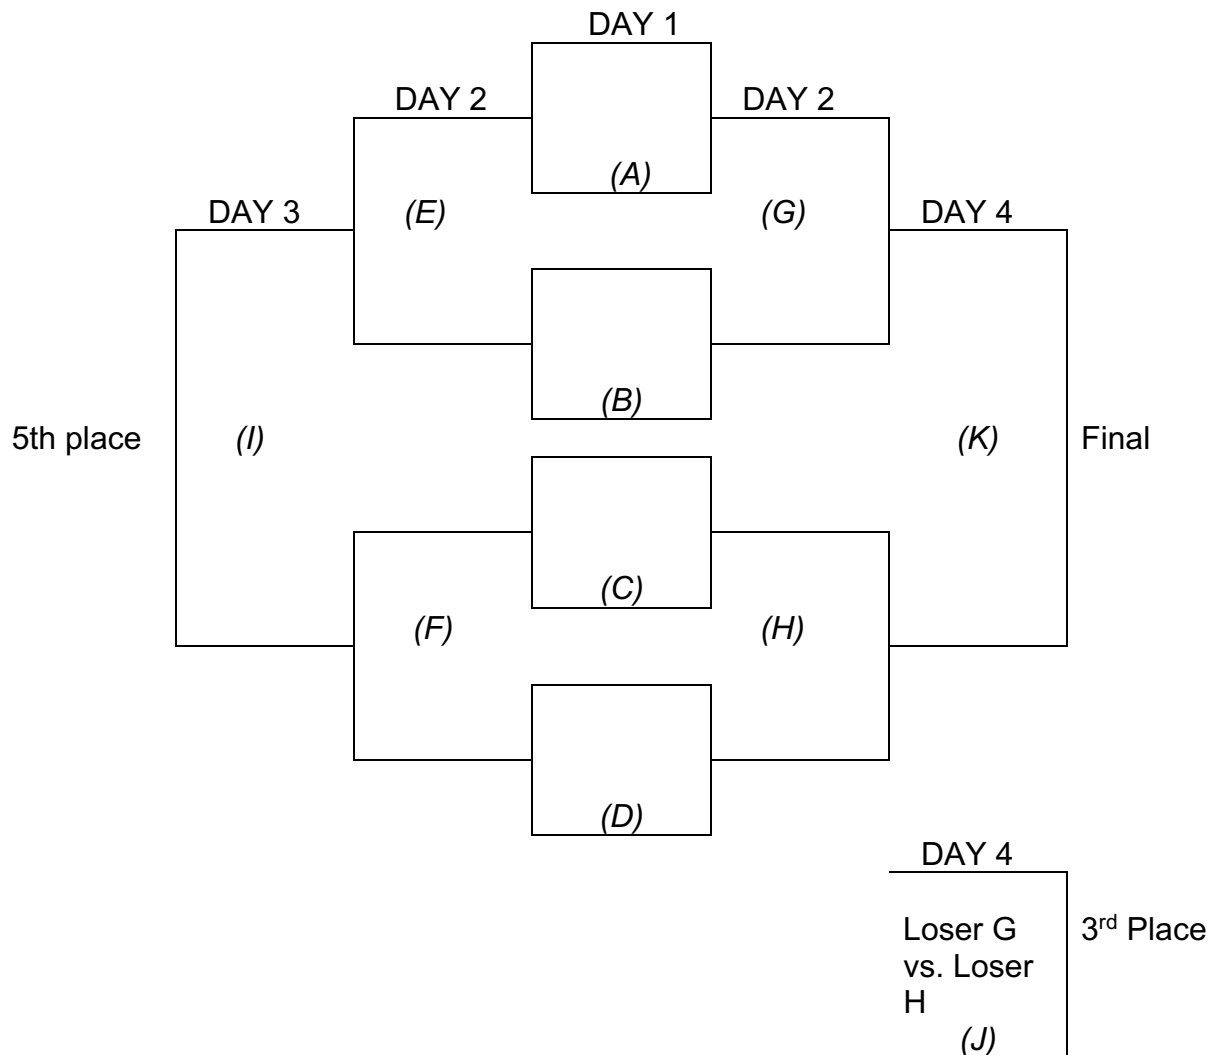 DAY 1
DAY 2
DAY 2
(A)
DAY 3
(E)
(G)
DAY 4
(B)
5th place
(I)
(K)
Final
(C)
(F)
(H)
(D)
DAY 4
Loser G
vs. Loser
H
(J)
3rd Place